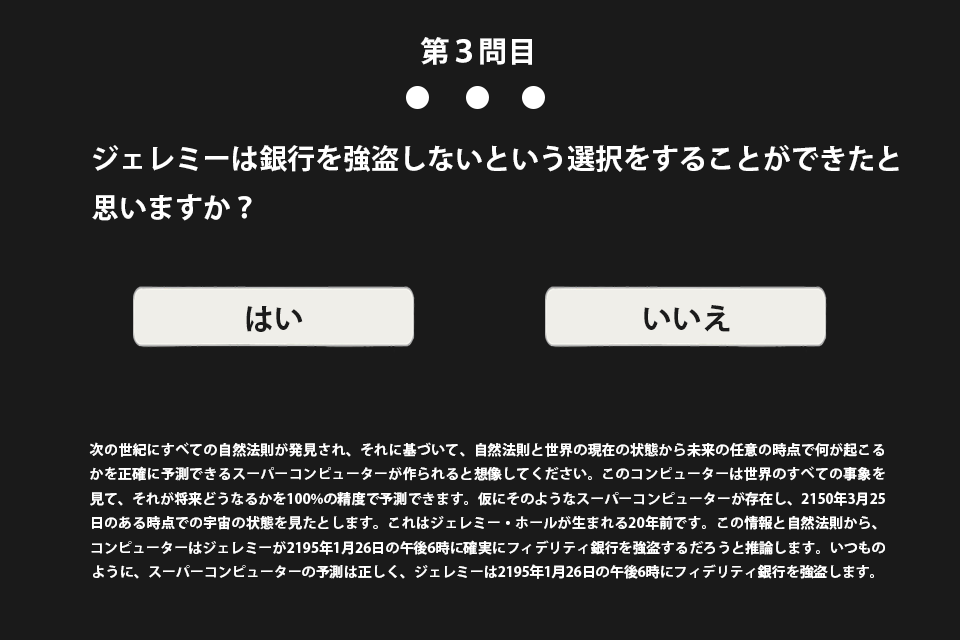 第３問目
ジェレミーは銀行を強盗しないという選択をすることができたと
思いますか？
はい
いいえ
次の世紀にすべての自然法則が発見され、それに基づいて、自然法則と世界の現在の状態から未来の任意の時点で何が起こる
かを正確に予測できるスーパーコンピューターが作られると想像してください。このコンピューターは世界のすべての事象を
見て、それが将来どうなるかを100%の精度で予測できます。仮にそのようなスーパーコンピューターが存在し、2150年3月25
日のある時点での宇宙の状態を見たとします。これはジェレミー・ホールが生まれる20年前です。この情報と自然法則から、
コンピューターはジェレミーが2195年1月26日の午後6時に確実にフィデリティ銀行を強盗するだろうと推論します。いつもの
ように、スーパーコンピューターの予測は正しく、ジェレミーは2195年1月26日の午後6時にフィデリティ銀行を強盗します。